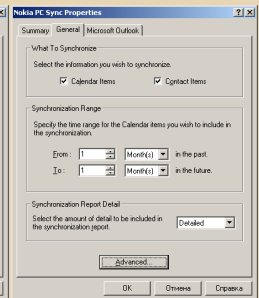 Nokia PC Sync Properties
Summary General Microsoft Outlook
What To Synchronize
Select the information you wish to synchronize.
Calendar Items Contact Items
Synchronization Range
Specify the time range for the Calendar items you wish to include in
the synchronization.
From : 1 Month(s) in the past.
To : 1 Month(s) in the future.
Synchronization Report Detail
Select the amount of detail to be included in
the synchronization report.
Detailed
Advanced...
OK Отмена Справка